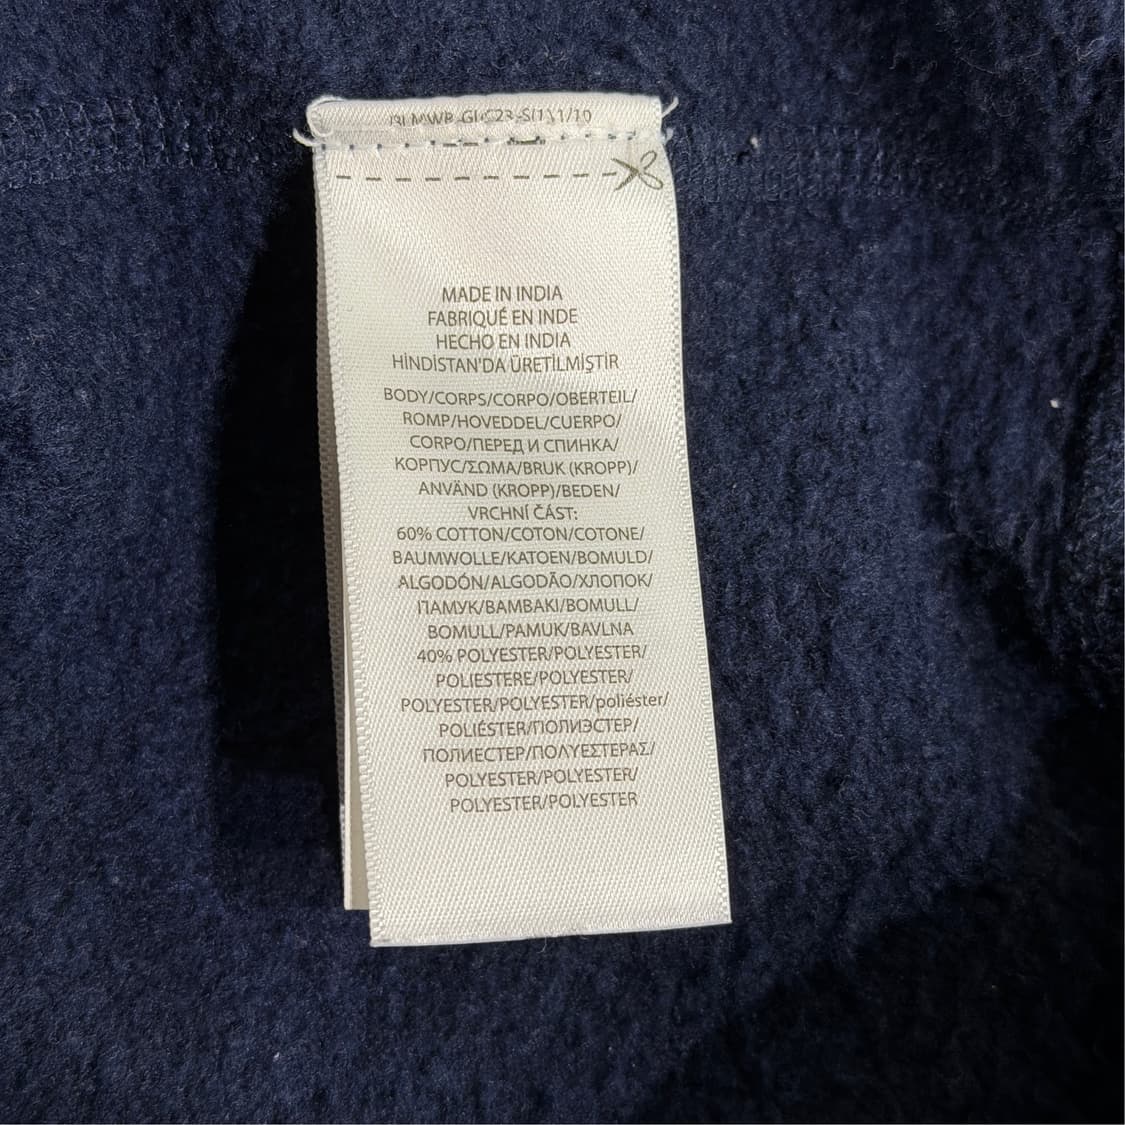 MADE IN INDIA
FABRIQUÉ EN INDE
HECHO EN INDIA
HİNDİSTAN'DA ÜRETİLMİŞTİR
BODY/CORPS/CORPO/OBERTEIL/
ROMP/HOVEDDEL/CUERPO/
CORPO/ПЕРЕД И СПИНКА/
КОРПУС/ΣΩΜΑ/BRUK (KROPP)/
ANVÄND (KROPP)/BEDEN/
VRCHNÍ ČÁST:
60% COTTON/COTON/COTONE/
BAUMWOLLE/KATOEN/BOMULD/
ALGODÓN/ALGODÃO/ХЛОПОК/
ПАМУК/ΒΑΜΒΑΚΙ/BOMULL/
BOMULL/PAMUK/BAVLNA
40% POLYESTER/POLYESTER/
POLIESTERE/POLYESTER/
POLYESTER/POLYESTER/poliéster/
POLIÉSTER/ПОЛИЭСТЕР/
ПОЛИЕСТЕР/ΠΟΛΥΕΣΤΕΡΑΣ/
POLYESTER/POLYESTER/
POLYESTER/POLYESTER